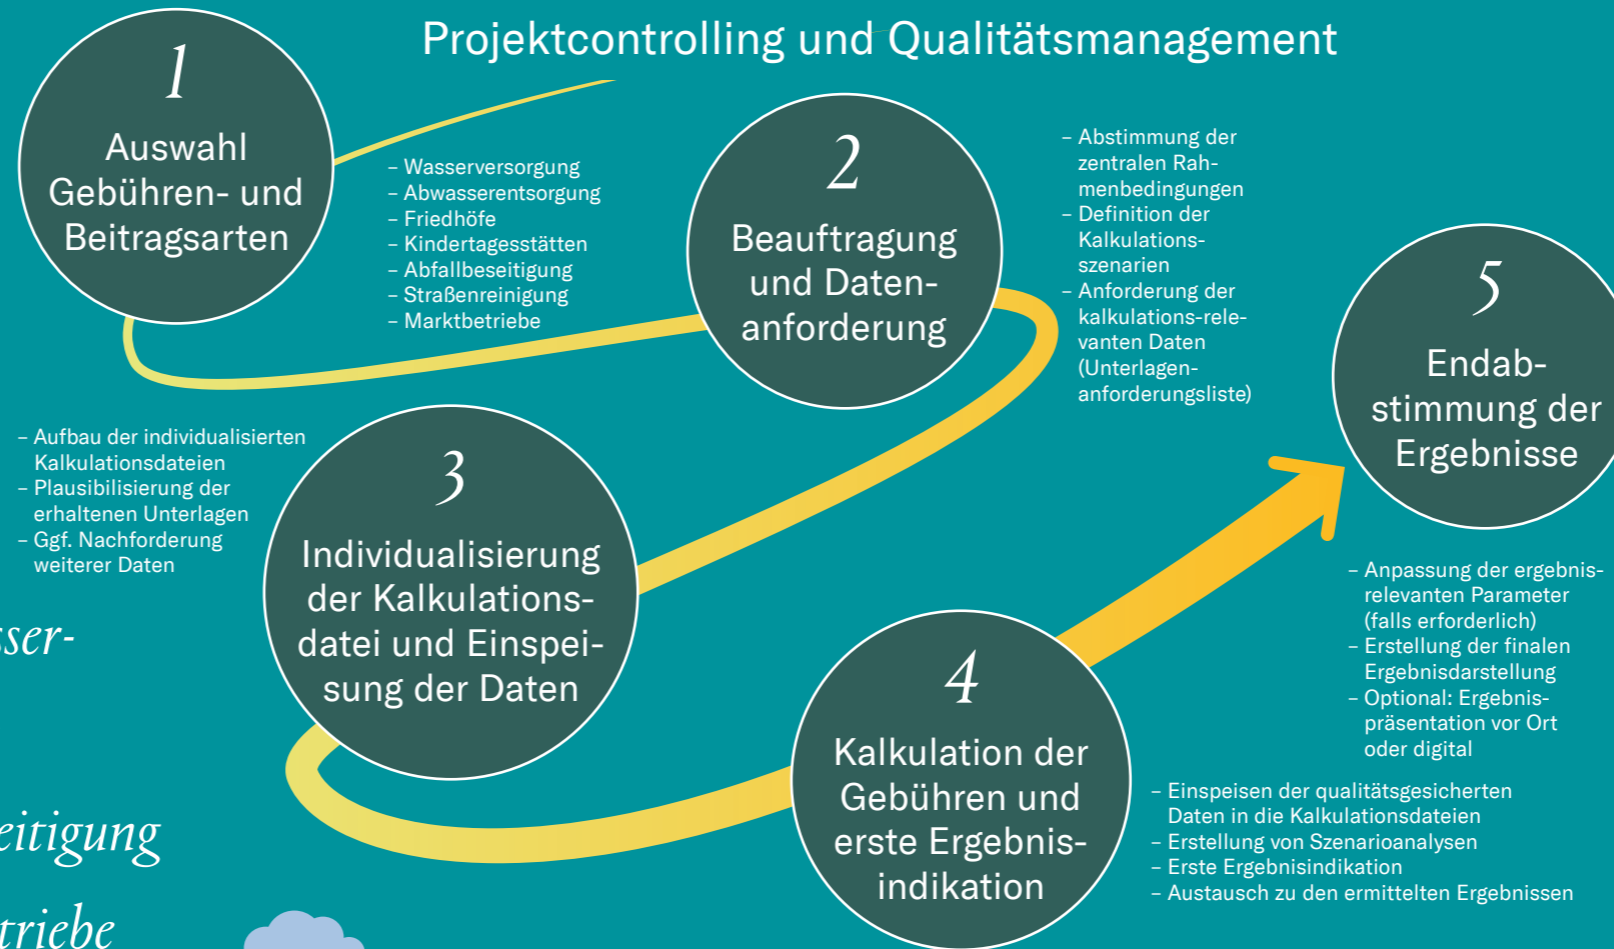 Projektcontrolling und Qualitätsmanagement
1
Auswahl
Gebühren- und
Beitragsarten
– Wasserversorgung
– Abwasserentsorgung
– Friedhöfe
– Kindertagesstätten
– Abfallbeseitigung
– Straßenreinigung
– Marktbetriebe
2
Beauftragung
und Daten-
anforderung
– Abstimmung der
zentralen Rah-
menbedingungen
– Definition der
Kalkulations-
szenarien
– Anforderung der
kalkulations-rele-
vanten Daten
(Unterlagen-
anforderungsliste)
3
Individualisierung
der Kalkulations-
datei und Einspei-
sung der Daten
– Aufbau der individualisierten
Kalkulationsdateien
– Plausibilisierung der
erhaltenen Unterlagen
– Ggf. Nachforderung
weiterer Daten
4
Kalkulation der
Gebühren und
erste Ergebnis-
indikation
– Einspeisen der qualitätsgesicherten
Daten in die Kalkulationsdateien
– Erstellung von Szenarioanalysen
– Erste Ergebnisindikation
– Austausch zu den ermittelten Ergebnissen
5
Endab-
stimmung der
Ergebnisse
– Anpassung der ergebnis-
relevanten Parameter
(falls erforderlich)
– Erstellung der finalen
Ergebnisdarstellung
– Optional: Ergebnis-
präsentation vor Ort
oder digital
sser-
eitigung
triebe